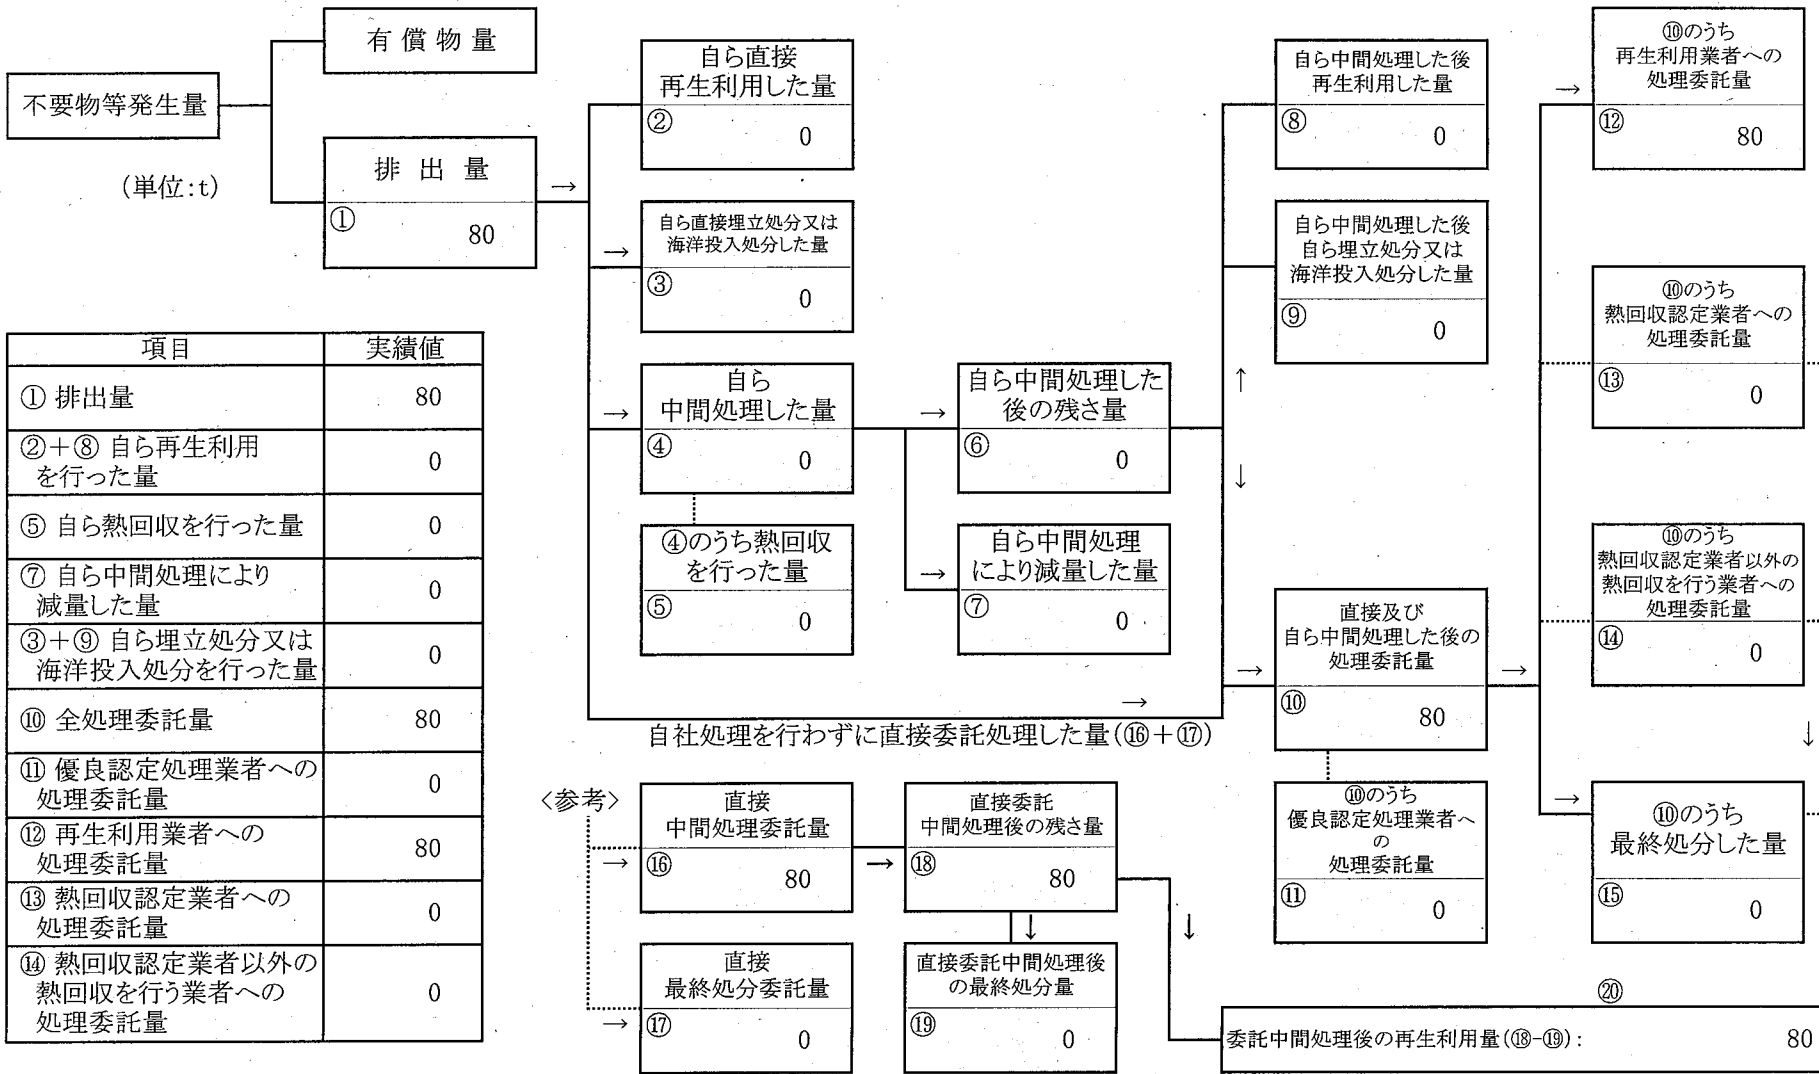 不要物等発生量
(単位:t)
有償物量
排出量
①
80
自ら直接
再生利用した量
②
0
自ら直接埋立処分又は
海洋投入処分した量
③
0
自ら
中間処理した量
④
0
④のうち熱回収
を行った量
⑤
0
自ら中間処理した
後の残さ量
⑥
0
自ら中間処理
により減量した量
⑦
0
自ら中間処理した後
再生利用した量
⑧
0
自ら中間処理した後
自ら埋立処分又は
海洋投入処分した量
⑨
0
直接及び
自ら中間処理した後の
処理委託量
⑩
80
⑩のうち
優良認定処理業者へ
の
処理委託量
⑪
0
⑩のうち
再生利用業者への
処理委託量
⑫
80
⑩のうち
熱回収認定業者への
処理委託量
⑬
0
⑩のうち
熱回収認定業者以外の
熱回収を行う業者への
処理委託量
⑭
0
⑩のうち
最終処分した量
⑮
0
自社処理を行わずに直接委託処理した量(⑯+⑰)
<参考>
直接
中間処理委託量
⑯
80
直接
最終処分委託量
⑰
0
直接委託
中間処理後の残さ量
⑱
80
直接委託中間処理後
の最終処分量
⑲
0
⑳
委託中間処理後の再生利用量(⑱-⑲): 80
項目 実績値
① 排出量 80
②+⑧ 自ら再生利用
を行った量 0
⑤ 自ら熱回収を行った量 0
⑦ 自ら中間処理により
減量した量 0
③+⑨ 自ら埋立処分又は
海洋投入処分を行った量 0
⑩ 全処理委託量 80
⑪ 優良認定処理業者への
処理委託量 0
⑫ 再生利用業者への
処理委託量 80
⑬ 熱回収認定業者への
処理委託量 0
⑭ 熱回収認定業者以外の
熱回収を行う業者への
処理委託量 0